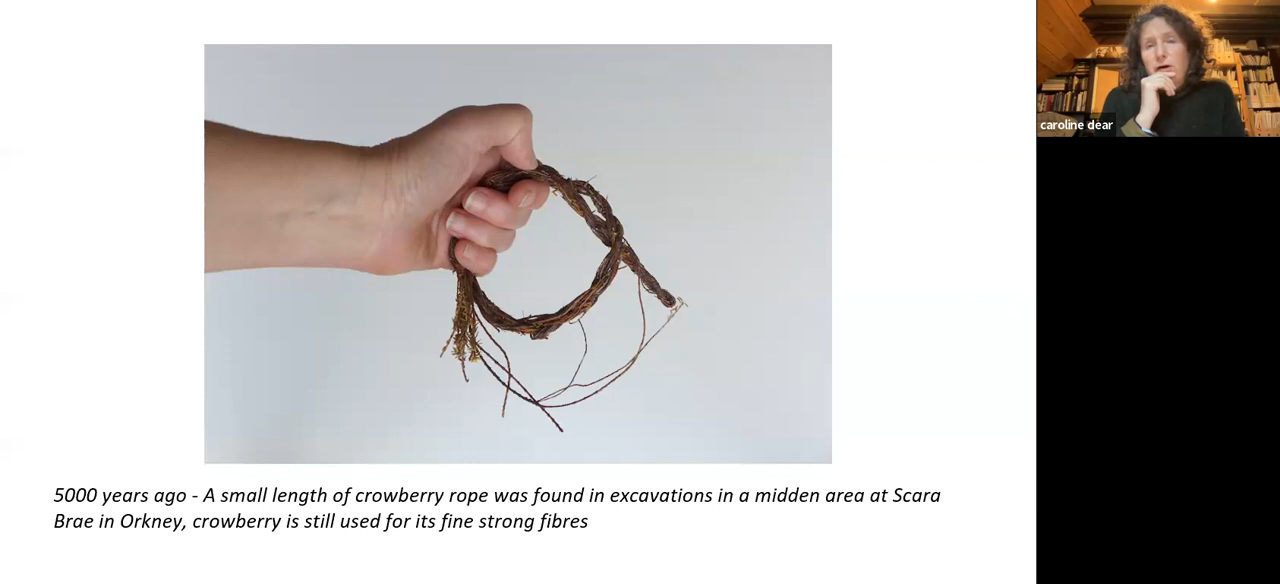 caroline dear
5000 years ago - A small length of crowberry rope was found in excavations in a midden area at Scara
Brae in Orkney, crowberry is still used for its fine strong fibres